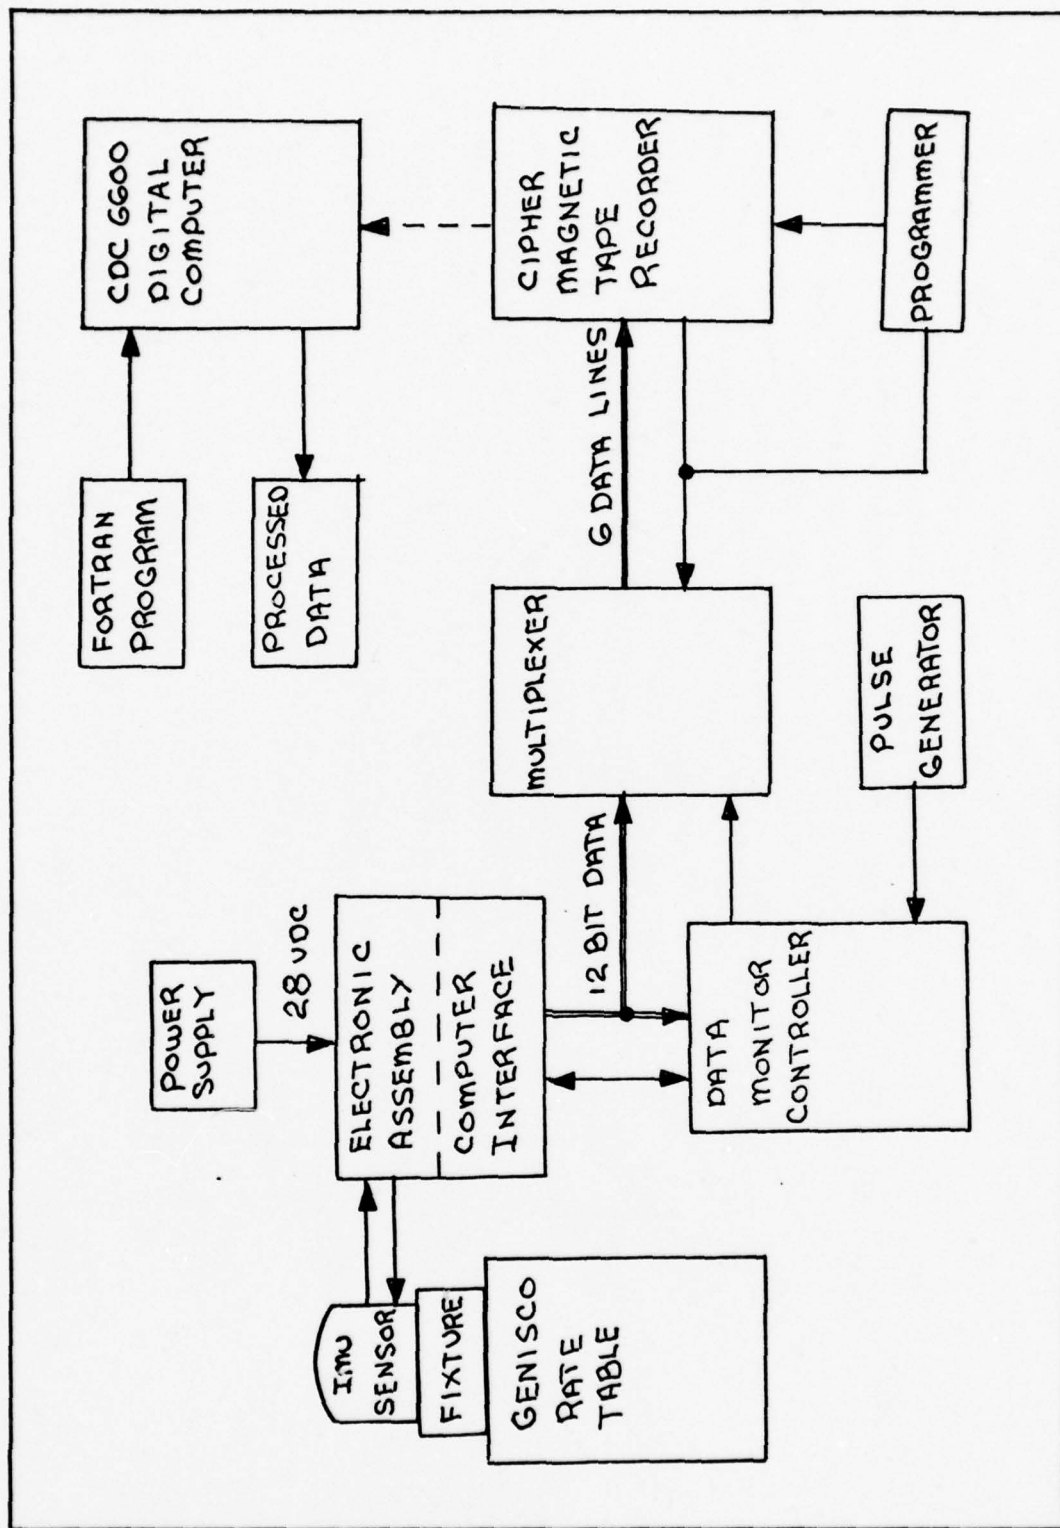 POWER
SUPPLY
28 VDC
IMU
SENSOR
FIXTURE
GENISCO
RATE
TABLE
ELECTRONIC
ASSEMBLY
COMPUTER
INTERFACE
12 BIT DATA
DATA
MONITOR
CONTROLLER
PULSE
GENERATOR
MULTIPLEXER
6 DATA LINES
FORTRAN
PROGRAM
PROCESSED
DATA
CDC 6600
DIGITAL
COMPUTER
CIPHER
MAGNETIC
TAPE
RECORDER
PROGRAMMER